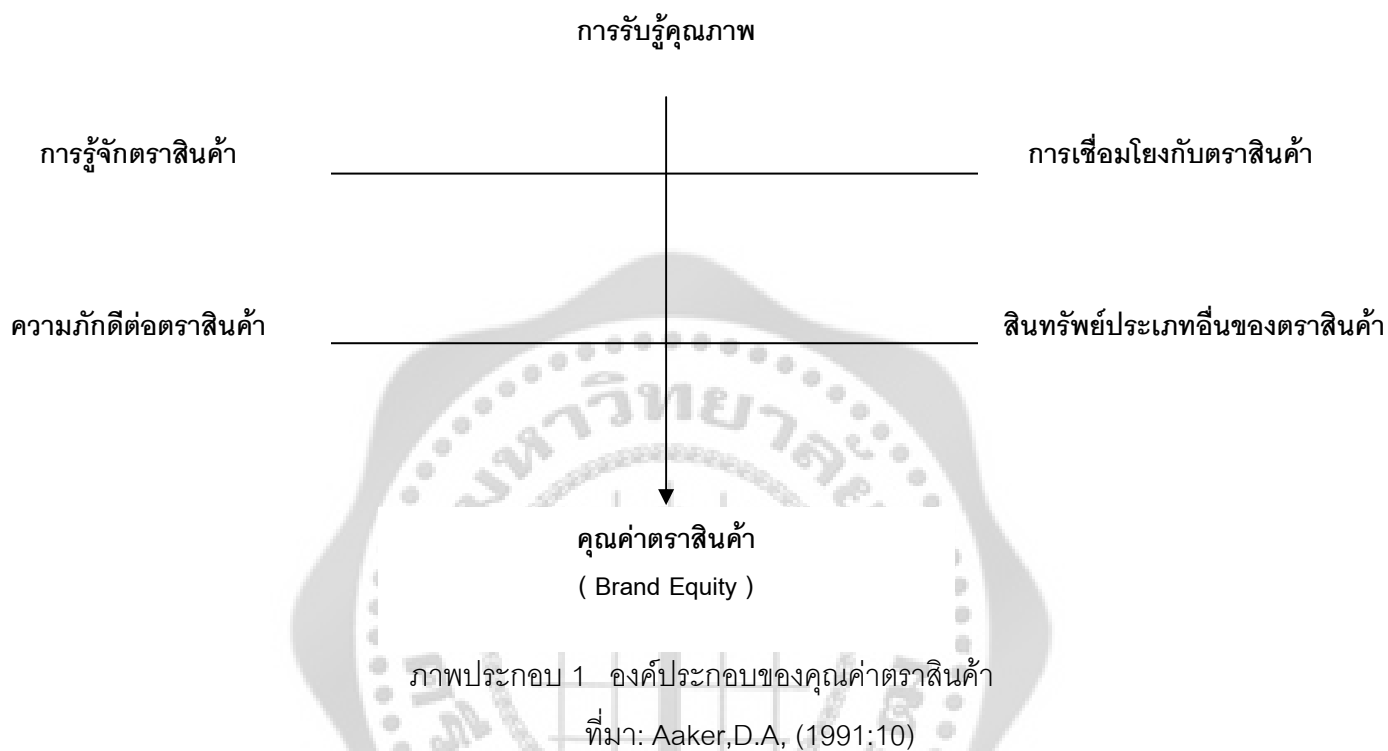 การรับรู้คุณภาพ
การรู้จักตราสินค้า
การเชื่อมโยงกับตราสินค้า
ความภักดีต่อตราสินค้า
สินทรัพย์ประเภทอื่นของตราสินค้า
คุณค่าตราสินค้า
( Brand Equity )
ภาพประกอบ 1 องค์ประกอบของคุณค่าตราสินค้า
ที่มา: Aaker,D.A, (1991:10)